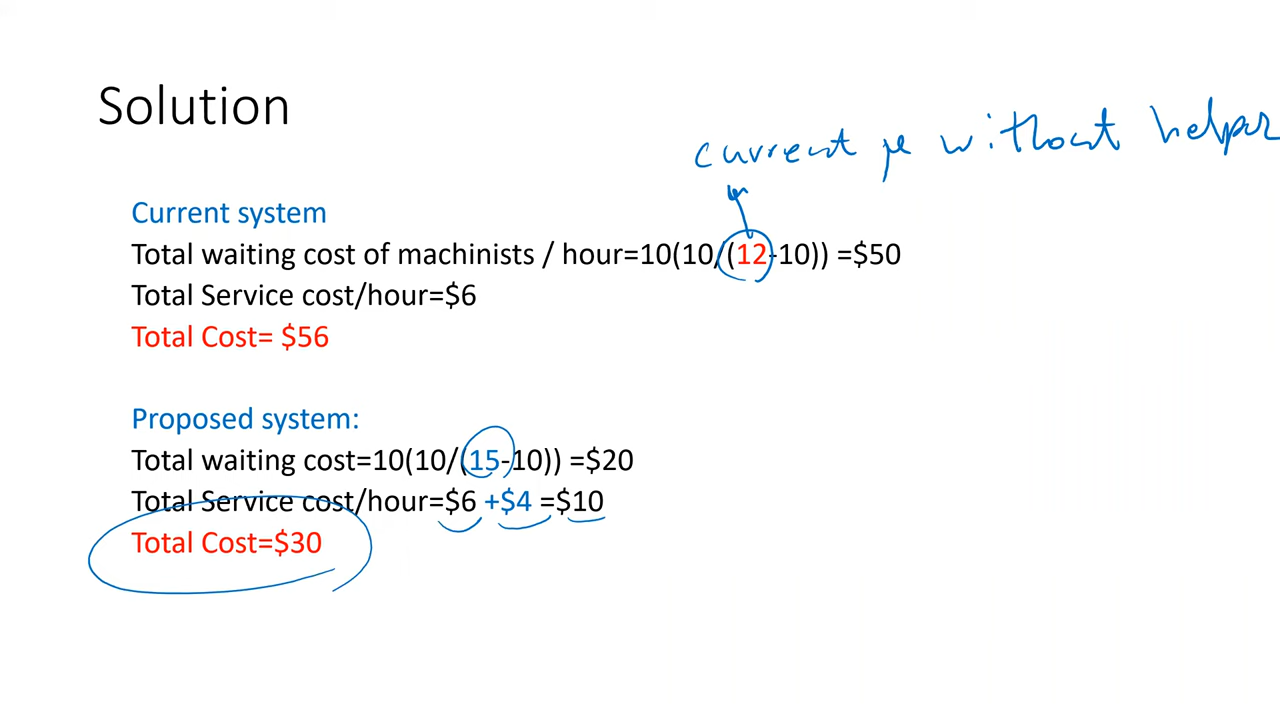 Solution
current μ without helper
Current system
Total waiting cost of machinists / hour=10(10/(12-10)) =$50
Total Service cost/hour=$6
Total Cost= $56
Proposed system:
Total waiting cost=10(10/(15-10)) =$20
Total Service cost/hour=$6 +$4 =$10
Total Cost=$30